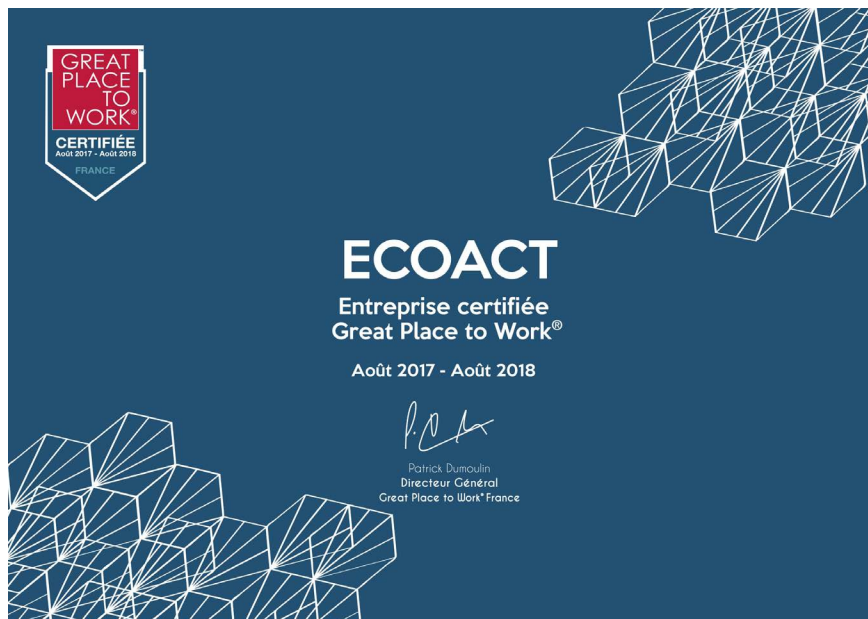 GREAT
PLACE
TO
WORK®
CERTIFIÉE
Août 2017 - Août 2018
FRANCE
ECOACT
Entreprise certifiée
Great Place to Work®
Août 2017 - Août 2018
Patrick Dumoulin
Directeur Général
Great Place to Work® France